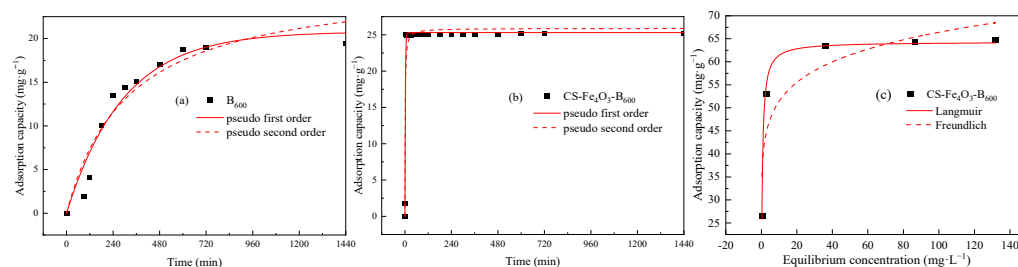 Adsorption capacity (mg·g⁻¹)
20
15
10
5
0
(a)
B₆₀₀
pseudo first order
pseudo second order
0 240 480 720 960 1200 1440
Time (min)
Adsorption capacity (mg·g⁻¹)
25
20
15
10
5
0
(b)
CS-Fe₄O₃-B₆₀₀
pseudo first order
pseudo second order
0 240 480 720 960 1200 1440
Time (min)
Adsorption capacity (mg·g⁻¹)
70
65
60
55
50
45
40
35
30
25
(c)
CS-Fe₄O₃-B₆₀₀
Langmuir
Freundlich
-20 0 20 40 60 80 100 120 140
Equilibrium concentration (mg·L⁻¹)